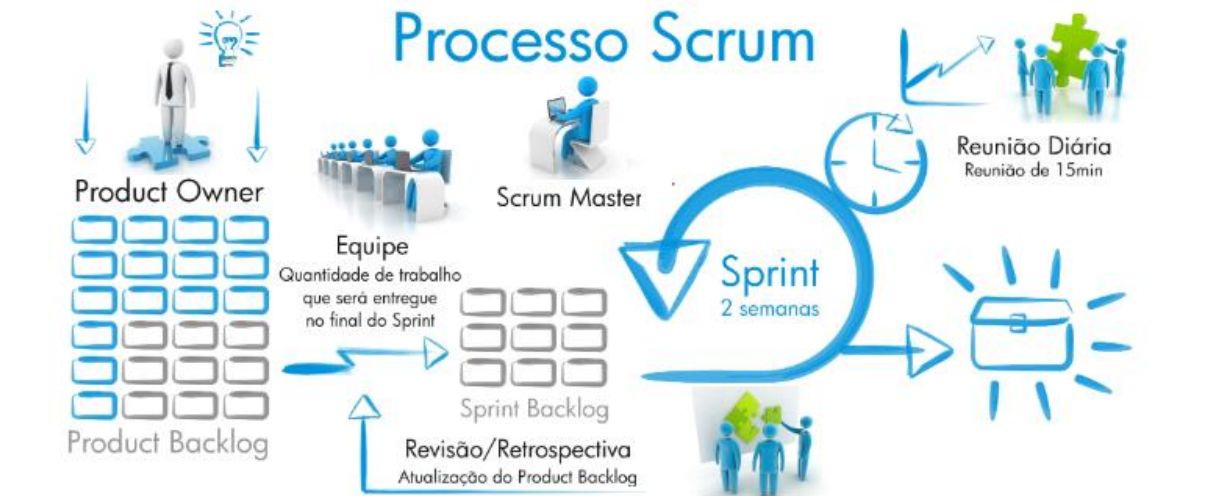 Processo Scrum
Product Owner
Product Backlog
Equipe
Quantidade de trabalho
que será entregue
no final do Sprint
Scrum Master
Sprint Backlog
Revisão/Retrospectiva
Atualização do Product Backlog
Sprint
2 semanas
Reunião Diária
Reunião de 15min